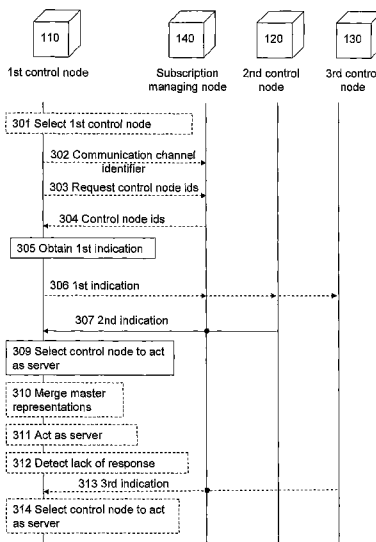 110
140
120
130
1st control node
Subscription managing node
2nd control node
3rd control node
301 Select 1st control node
302 Communication channel identifier
303 Request control node ids
304 Control node ids
305 Obtain 1st indication
306 1st indication
307 2nd indication
309 Select control node to act as server
310 Merge master representations
311 Act as server
312 Detect lack of response
313 3rd indication
314 Select control node to act as server